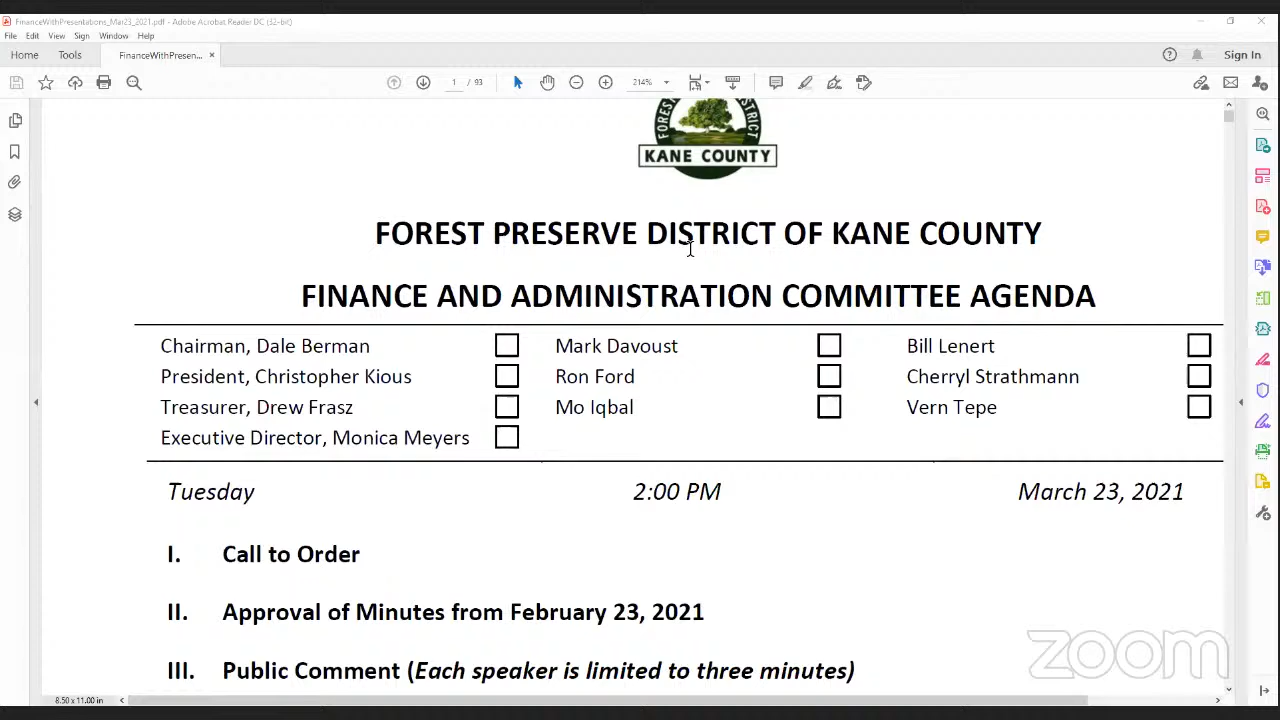 FinanceWithPresentations_Mar23_2021.pdf - Adobe Acrobat Reader DC (32-bit)
File Edit View Sign Window Help
Home Tools FinanceWithPresen... × Sign In
1 / 93 214%
FOREST DISTRICT
KANE COUNTY
FOREST PRESERVE DISTRICT OF KANE COUNTY
FINANCE AND ADMINISTRATION COMMITTEE AGENDA
Chairman, Dale Berman Mark Davoust Bill Lenert
President, Christopher Kious Ron Ford Cherryl Strathmann
Treasurer, Drew Frasz Mo Iqbal Vern Tepe
Executive Director, Monica Meyers
Tuesday 2:00 PM March 23, 2021
I. Call to Order
II. Approval of Minutes from February 23, 2021
III. Public Comment (Each speaker is limited to three minutes)
zoom
8.50 x 11.00 in